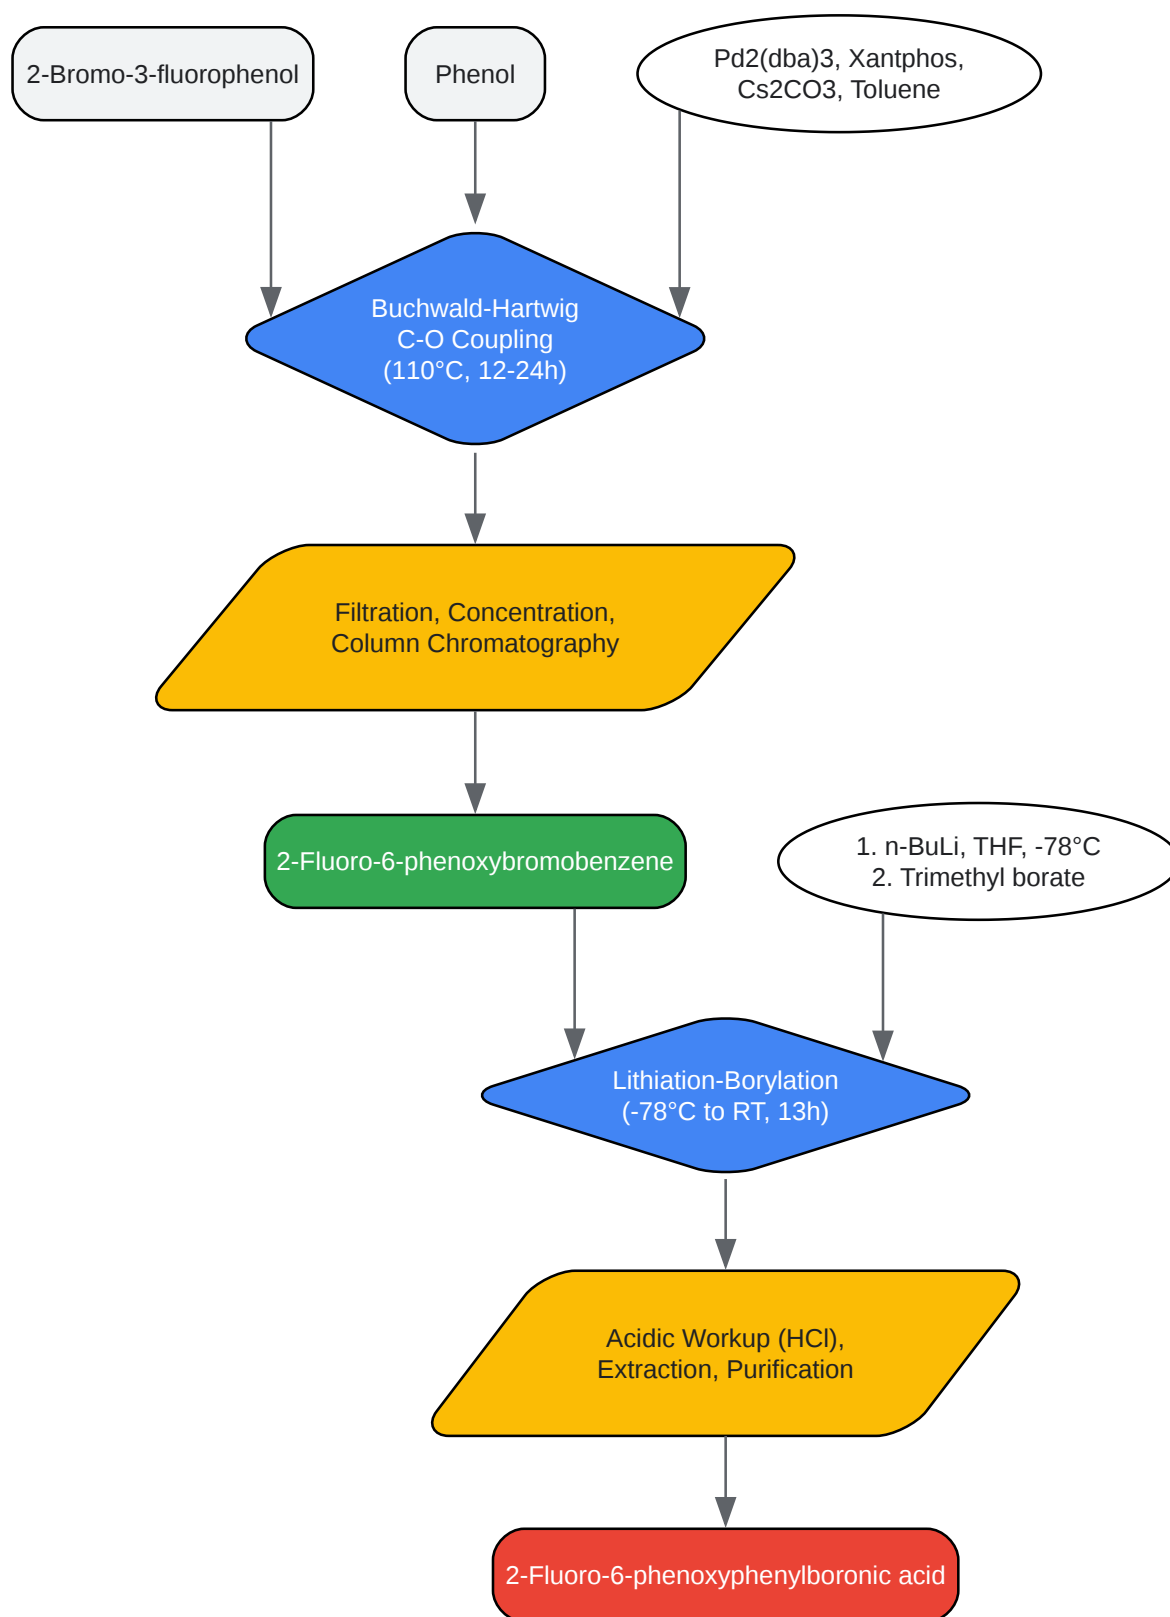 2-Bromo-3-fluorophenol
Phenol
Pd2(dba)3, Xantphos,
Cs2CO3, Toluene
Buchwald-Hartwig
C-O Coupling
(110°C, 12-24h)
Filtration, Concentration,
Column Chromatography
2-Fluoro-6-phenoxybromobenzene
1. n-BuLi, THF, -78°C
2. Trimethyl borate
Lithiation-Borylation
(-78°C to RT, 13h)
Acidic Workup (HCl),
Extraction, Purification
2-Fluoro-6-phenoxyphenylboronic acid